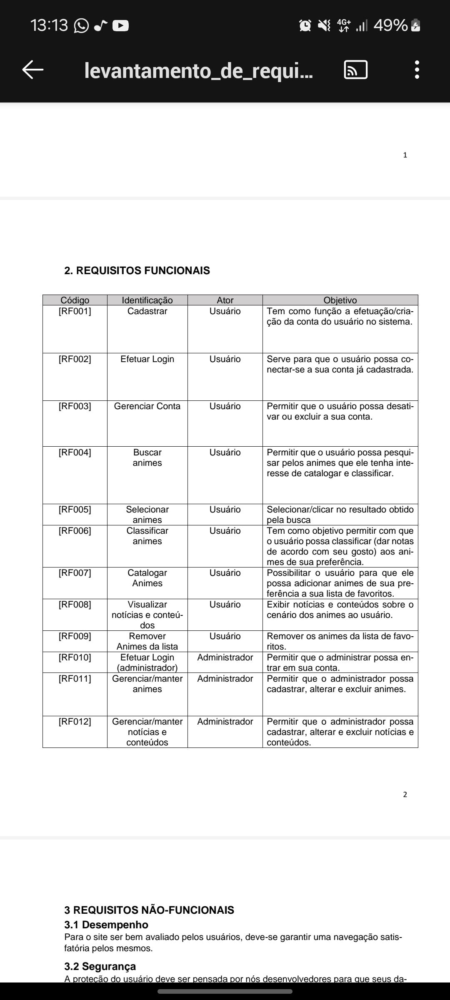 13:13
4G+
49%
levantamento_de_requi...
1
2. REQUISITOS FUNCIONAIS
Código Identificação Ator Objetivo
[RF001] Cadastrar Usuário Tem como função a efetuação/cria-
ção da conta do usuário no sistema.
[RF002] Efetuar Login Usuário Serve para que o usuário possa co-
nectar-se a sua conta já cadastrada.
[RF003] Gerenciar Conta Usuário Permitir que o usuário possa desati-
var ou excluir a sua conta.
[RF004] Buscar Usuário Permitir que o usuário possa pesqui-
animes sar pelos animes que ele tenha inte-
resse de catalogar e classificar.
[RF005] Selecionar Usuário Selecionar/clicar no resultado obtido
animes pela busca
[RF006] Classificar Usuário Tem como objetivo permitir com que
animes o usuário possa classificar (dar notas
de acordo com seu gosto) aos ani-
mes de sua preferência.
[RF007] Catalogar Usuário Possibilitar o usuário para que ele
Animes possa adicionar animes de sua pre-
ferência a sua lista de favoritos.
[RF008] Visualizar Usuário Exibir notícias e conteúdos sobre o
notícias e conteú- cenário dos animes ao usuário.
dos
[RF009] Remover Usuário Remover os animes da lista de favo-
Animes da lista ritos.
[RF010] Efetuar Login Administrador Permitir que o administrar possa en-
(administrador) trar em sua conta.
[RF011] Gerenciar/manter Administrador Permitir que o administrador possa
animes cadastrar, alterar e excluir animes.
[RF012] Gerenciar/manter Administrador Permitir que o administrador possa
notícias e cadastrar, alterar e excluir notícias e
conteúdos conteúdos.
2
3 REQUISITOS NÃO-FUNCIONAIS
3.1 Desempenho
Para o site ser bem avaliado pelos usuários, deve-se garantir uma navegação satis-
fatória pelos mesmos.
3.2 Segurança
A proteção do usuário deve ser pensada por nós desenvolvedores para que seus da-